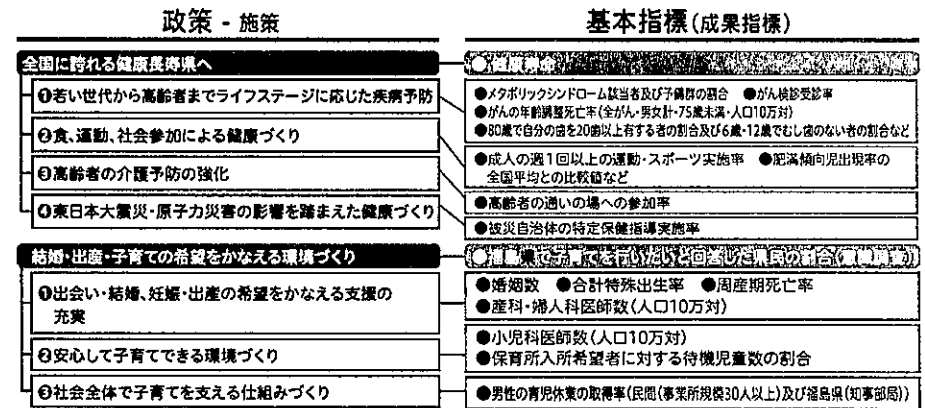 政策 - 施策
基本指標(成果指標)
全国に誇れる健康長寿県へ
●健康寿命
❶若い世代から高齢者までライフステージに応じた疾病予防
●メタボリックシンドローム該当者及び予備群の割合 ●がん検診受診率
●がんの年齢調整死亡率(全がん・男女計・75歳未満・人口10万対)
●80歳で自分の歯を20歯以上有する者の割合及び6歳・12歳でむし歯のない者の割合など
❷食、運動、社会参加による健康づくり
●成人の週1回以上の運動・スポーツ実施率 ●肥満傾向児出現率の
全国平均との比較値など
❸高齢者の介護予防の強化
●高齢者の通いの場への参加率
❹東日本大震災・原子力災害の影響を踏まえた健康づくり
●被災自治体の特定保健指導実施率
結婚・出産・子育ての希望をかなえる環境づくり
●福島県で子育てを行いたいと回答した県民の割合(意識調査)
❶出会い・結婚、妊娠・出産の希望をかなえる支援の
充実
●婚姻数 ●合計特殊出生率 ●周産期死亡率
●産科・婦人科医師数(人口10万対)
❷安心して子育てできる環境づくり
●小児科医師数(人口10万対)
●保育所入所希望者に対する待機児童数の割合
❸社会全体で子育てを支える仕組みづくり
●男性の育児休業の取得率(民間(事業所規模30人以上)及び福島県(知事部局))